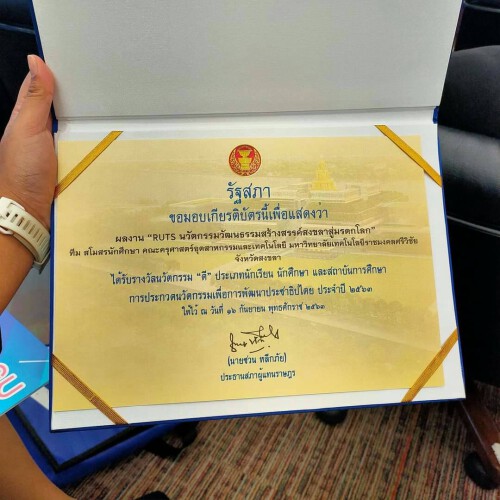 รัฐสภา
ขอมอบเกียรติบัตรนี้เพื่อแสดงว่า
ผลงาน "RUTS นวัตกรรมวัฒนธรรมสร้างสรรค์สงขลาสู่มรดกโลก"
ทีม สโมสรนักศึกษา คณะครุศาสตร์อุตสาหกรรมและเทคโนโลยี มหาวิทยาลัยเทคโนโลยีราชมงคลศรีวิชัย
จังหวัดสงขลา
ได้รับรางวัลนวัตกรรม "ดี" ประเภทนักเรียน นักศึกษา และสถาบันการศึกษา
การประกวดนวัตกรรมเพื่อการพัฒนาประชาธิปไตย ประจำปี ๒๕๖๓
ให้ไว้ ณ วันที่ ๑๖ กันยายน พุทธศักราช ๒๕๖๓
(นายชวน หลีกภัย)
ประธานสภาผู้แทนราษฎร